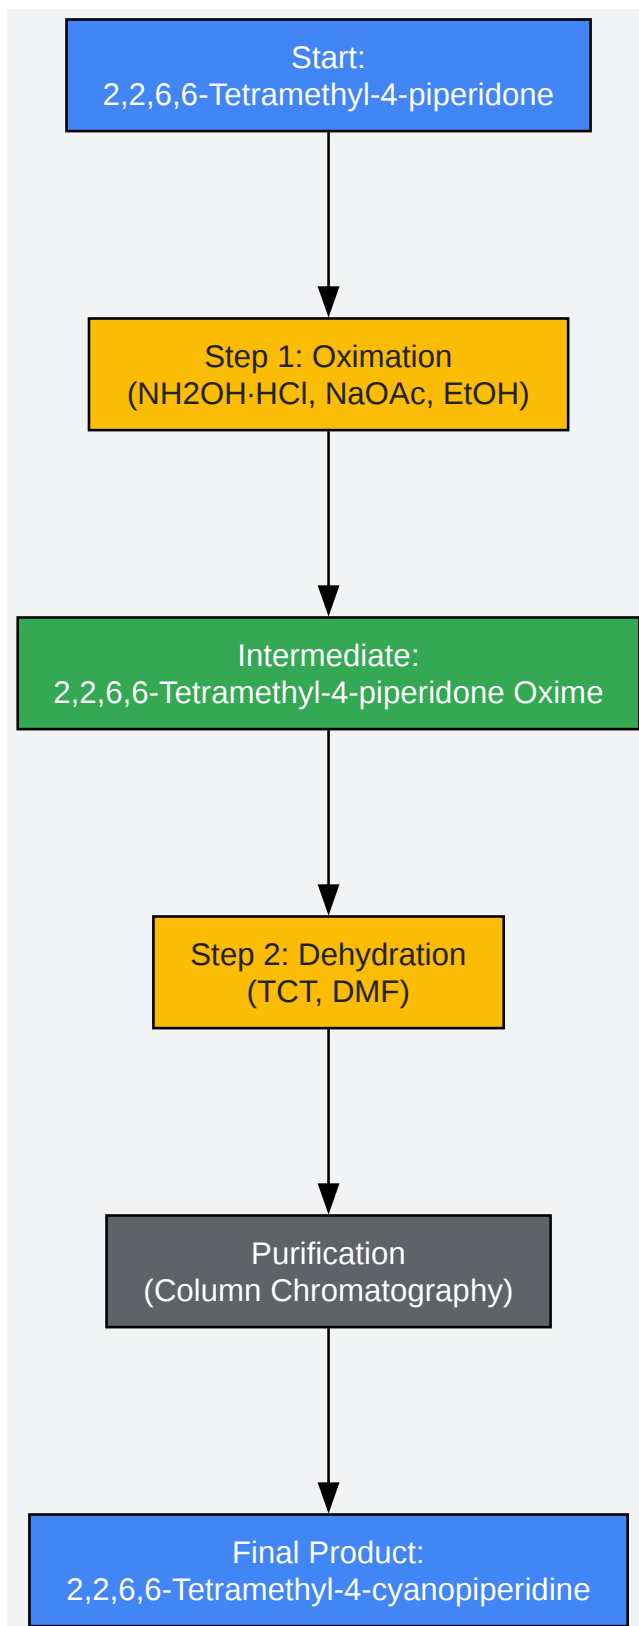 Start:
2,2,6,6-Tetramethyl-4-piperidone
Step 1: Oximation
(NH2OH·HCl, NaOAc, EtOH)
Intermediate:
2,2,6,6-Tetramethyl-4-piperidone Oxime
Step 2: Dehydration
(TCT, DMF)
Purification
(Column Chromatography)
Final Product:
2,2,6,6-Tetramethyl-4-cyanopiperidine